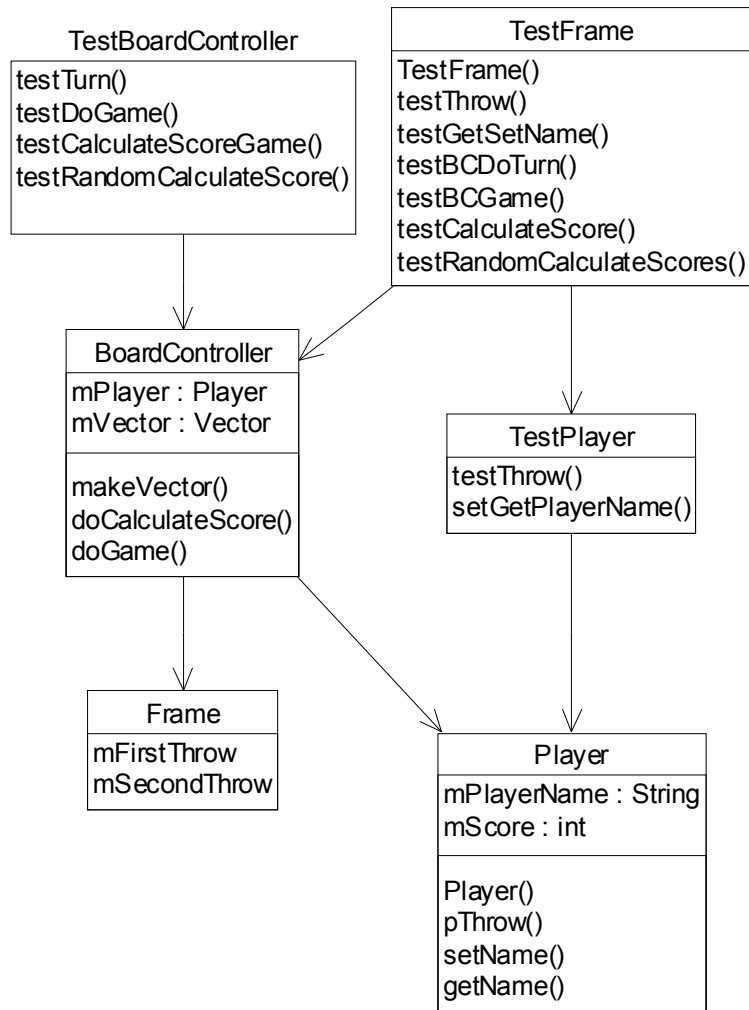 TestBoardController
testTurn()
testDoGame()
testCalculateScoreGame()
testRandomCalculateScore()
TestFrame
TestFrame()
testThrow()
testGetSetName()
testBCDoTurn()
testBCGame()
testCalculateScore()
testRandomCalculateScores()
BoardController
mPlayer : Player
mVector : Vector
makeVector()
doCalculateScore()
doGame()
TestPlayer
testThrow()
setGetPlayerName()
Frame
mFirstThrow
mSecondThrow
Player
mPlayerName : String
mScore : int
Player()
pThrow()
setName()
getName()